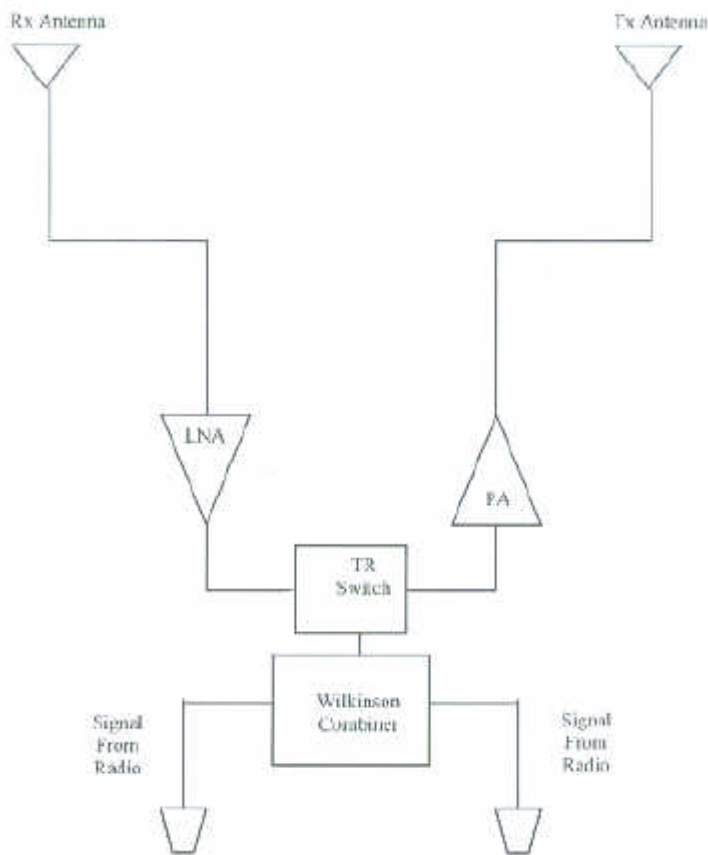 Rx Antenna
Tx Antenna
LNA
PA
TR
Switch
Wilkinson
Combiner
Signal
From
Radio
Signal
From
Radio